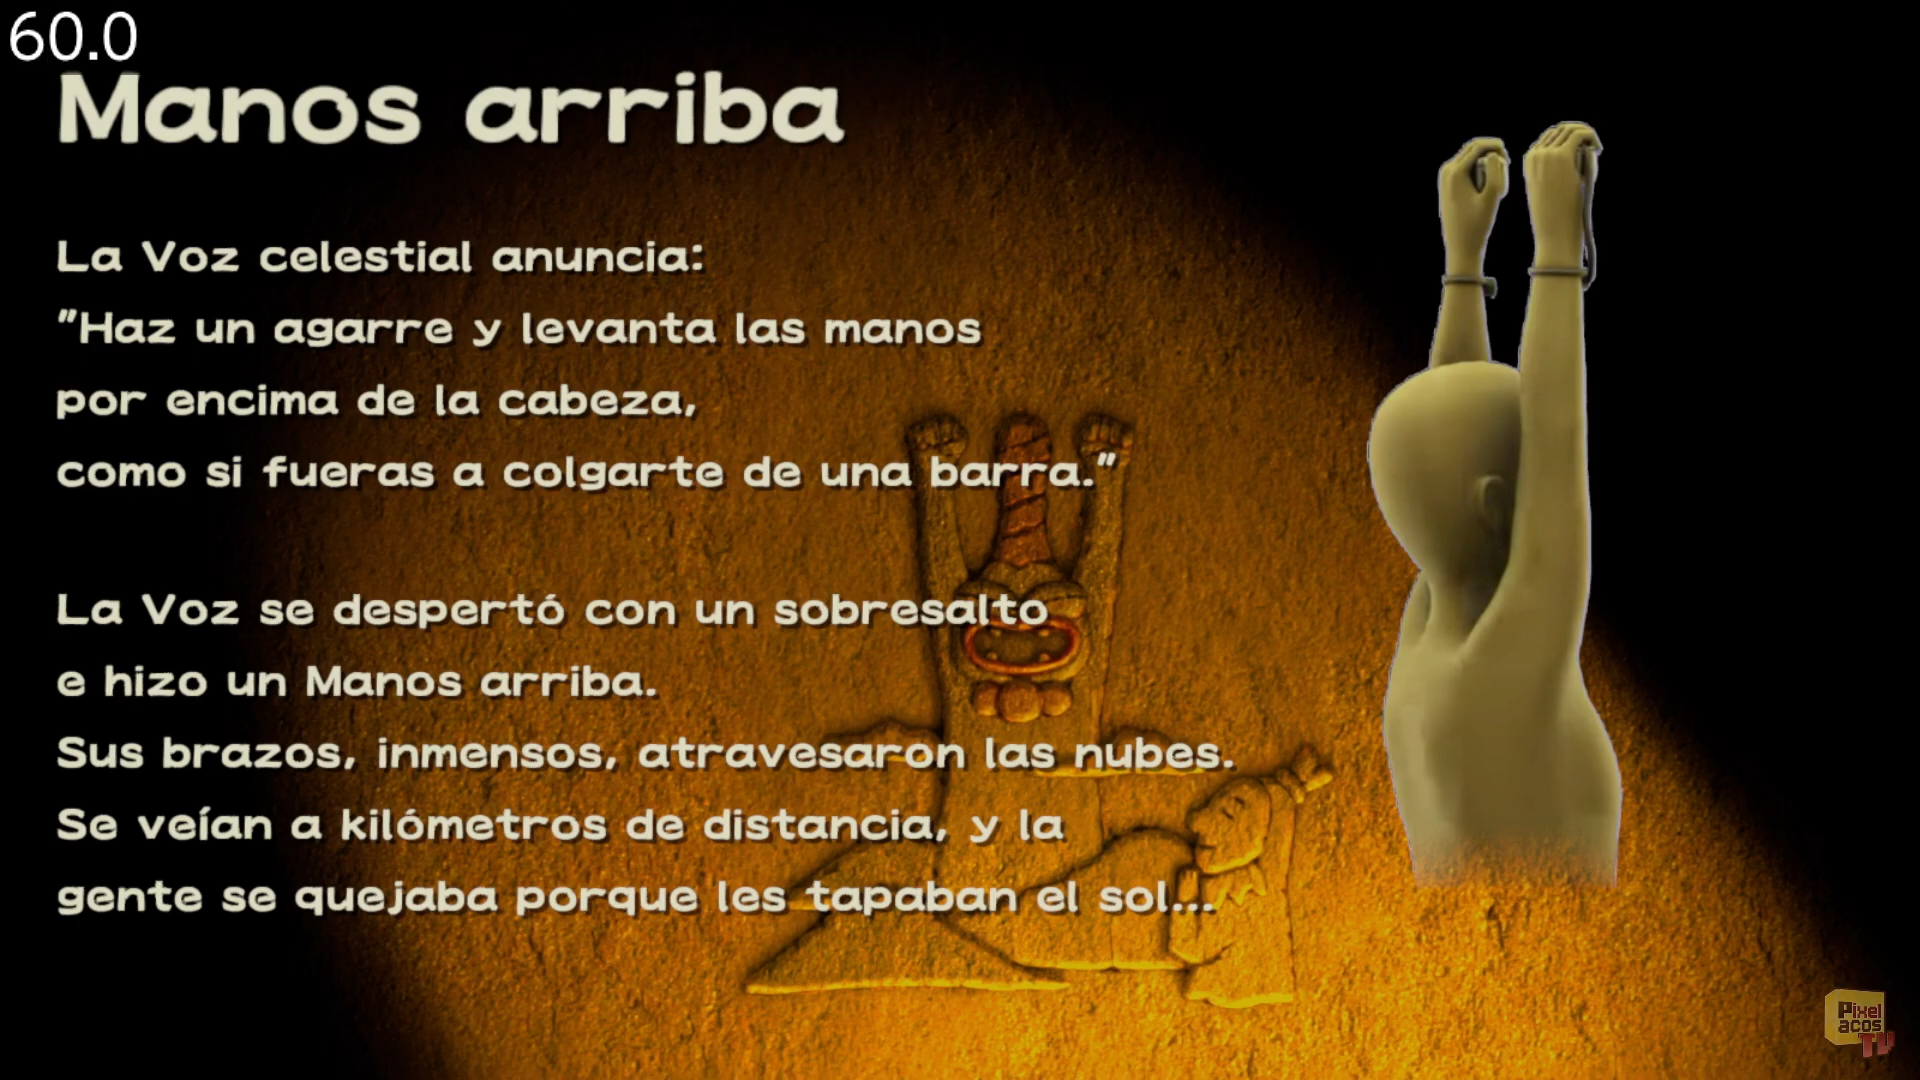 60.0
Manos arriba
La Voz celestial anuncia:
"Haz un agarre y levanta las manos
por encima de la cabeza,
como si fueras a colgarte de una barra."
La Voz se despertó con un sobresalto
e hizo un Manos arriba.
Sus brazos, inmensos, atravesaron las nubes.
Se veían a kilómetros de distancia, y la
gente se quejaba porque les tapaban el sol...
Pixel
acos
TV